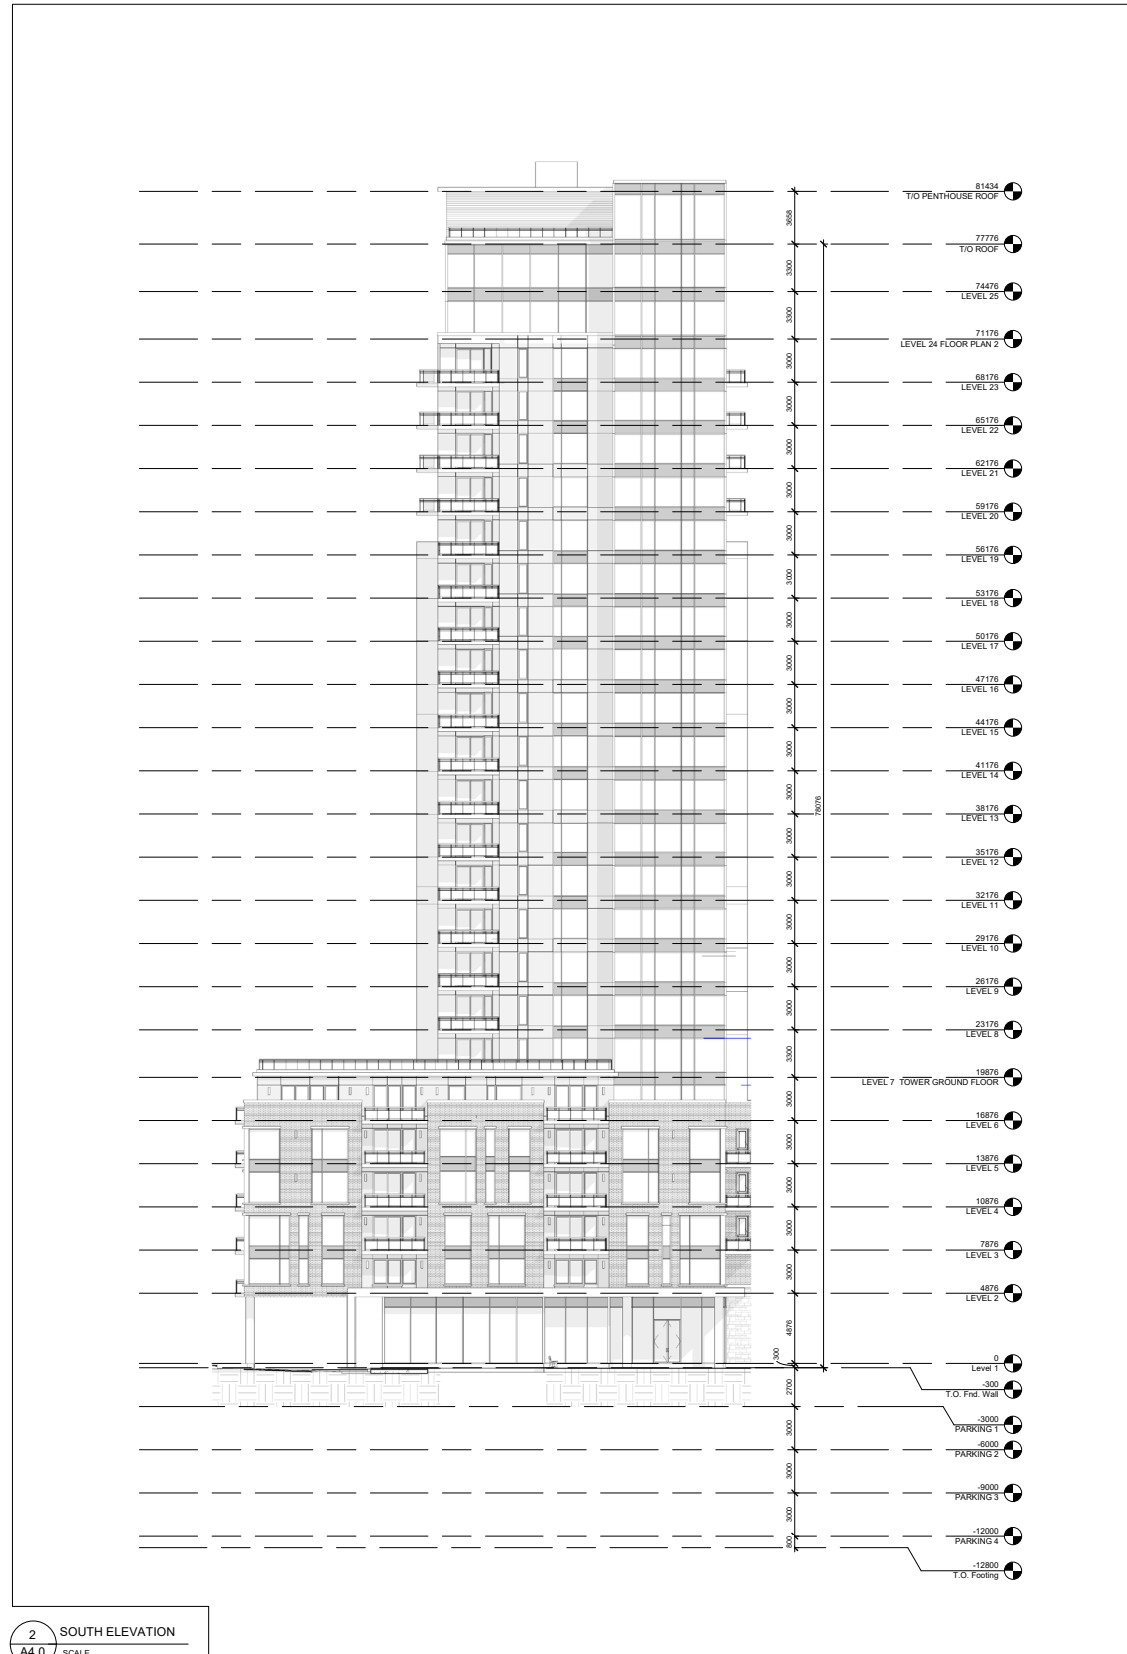 81434
T/O PENTHOUSE ROOF
3658
77776
T/O ROOF
3300
74476
LEVEL 25
3300
71176
LEVEL 24 FLOOR PLAN 2
3000
68176
LEVEL 23
3000
65176
LEVEL 22
3000
62176
LEVEL 21
3000
59176
LEVEL 20
3000
56176
LEVEL 19
3000
53176
LEVEL 18
3000
50176
LEVEL 17
3000
47176
LEVEL 16
3000
44176
LEVEL 15
3000
41176
LEVEL 14
3000
78076
38176
LEVEL 13
3000
35176
LEVEL 12
3000
32176
LEVEL 11
3000
29176
LEVEL 10
3000
26176
LEVEL 9
3000
23176
LEVEL 8
3300
19876
LEVEL 7 TOWER GROUND FLOOR
3000
16876
LEVEL 6
3000
13876
LEVEL 5
3000
10876
LEVEL 4
3000
7876
LEVEL 3
3000
4876
LEVEL 2
4876
300
0
Level 1
2700
-300
T.O. Fnd. Wall
3000
-3000
PARKING 1
-6000
PARKING 2
3000
-9000
PARKING 3
3000
-12000
PARKING 4
800
-12800
T.O. Footing
2
SOUTH ELEVATION
A4.0
SCALE